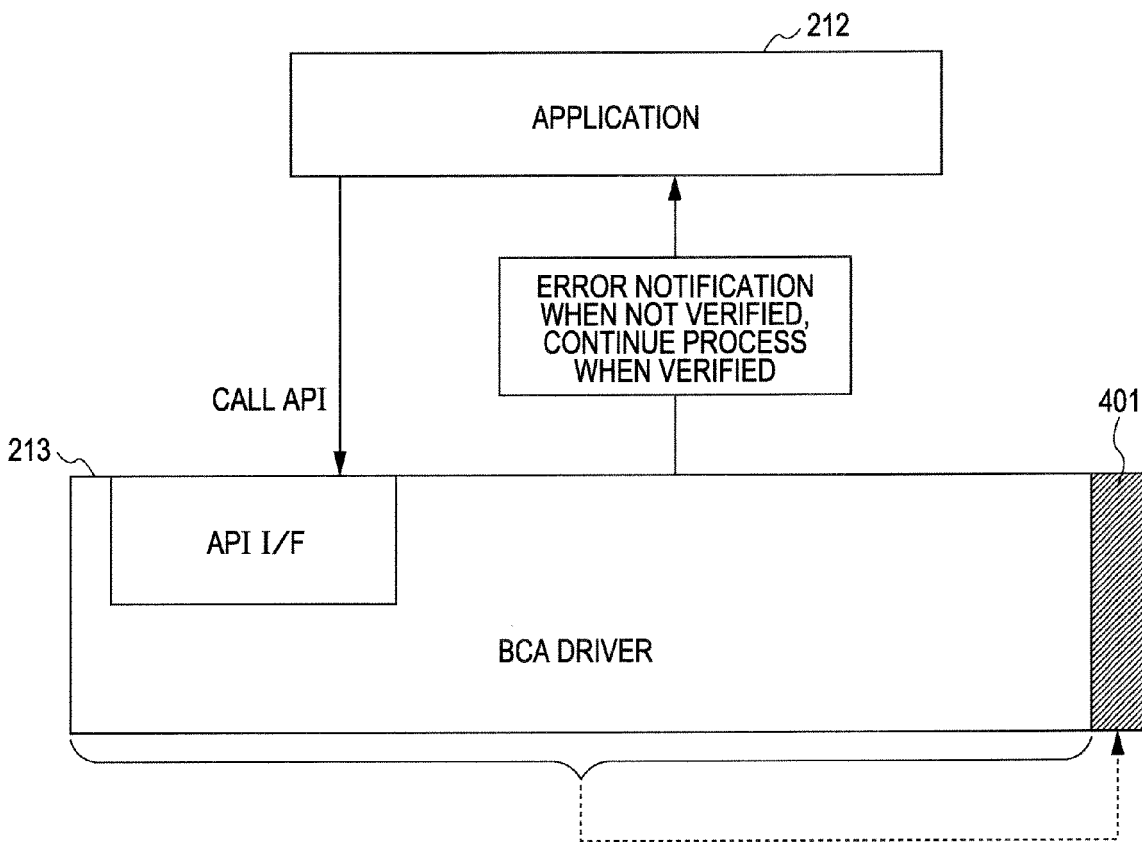 212
APPLICATION
ERROR NOTIFICATION
WHEN NOT VERIFIED,
CONTINUE PROCESS
WHEN VERIFIED
CALL API
401
213
API I/F
BCA DRIVER